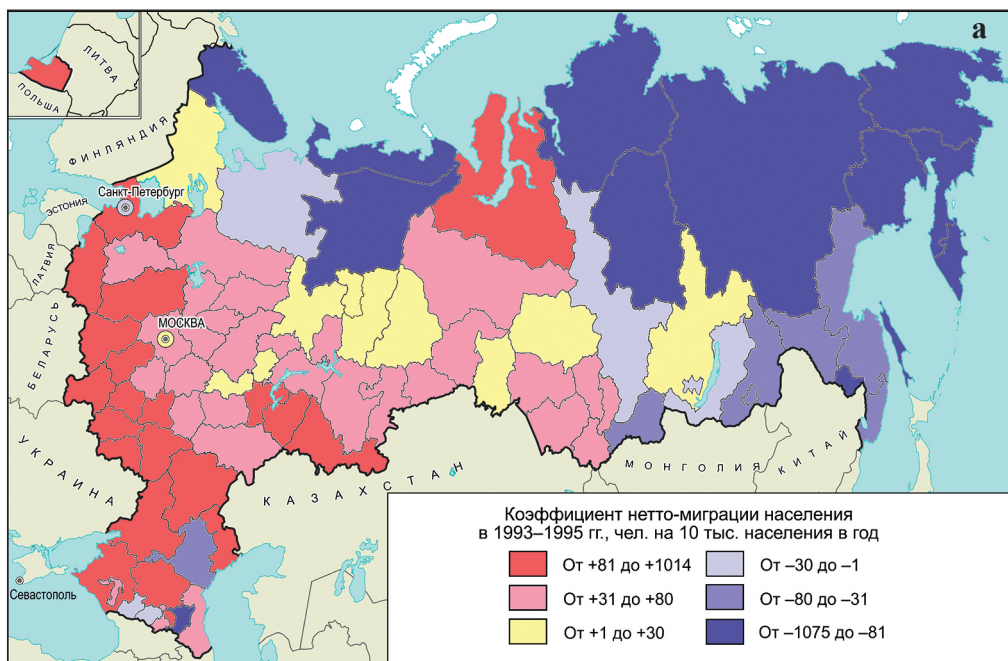 а
ЛИТВА
ПОЛЬША
ФИНЛЯНДИЯ
Санкт-Петербург
ЭСТОНИЯ
ЛАТВИЯ
БЕЛАРУСЬ
МОСКВА
УКРАИНА
КАЗАХСТАН
МОНГОЛИЯ
КИТАЙ
Севастополь
Коэффициент нетто-миграции населения
в 1993–1995 гг., чел. на 10 тыс. населения в год
От +81 до +1014
От –30 до –1
От +31 до +80
От –80 до –31
От +1 до +30
От –1075 до –81